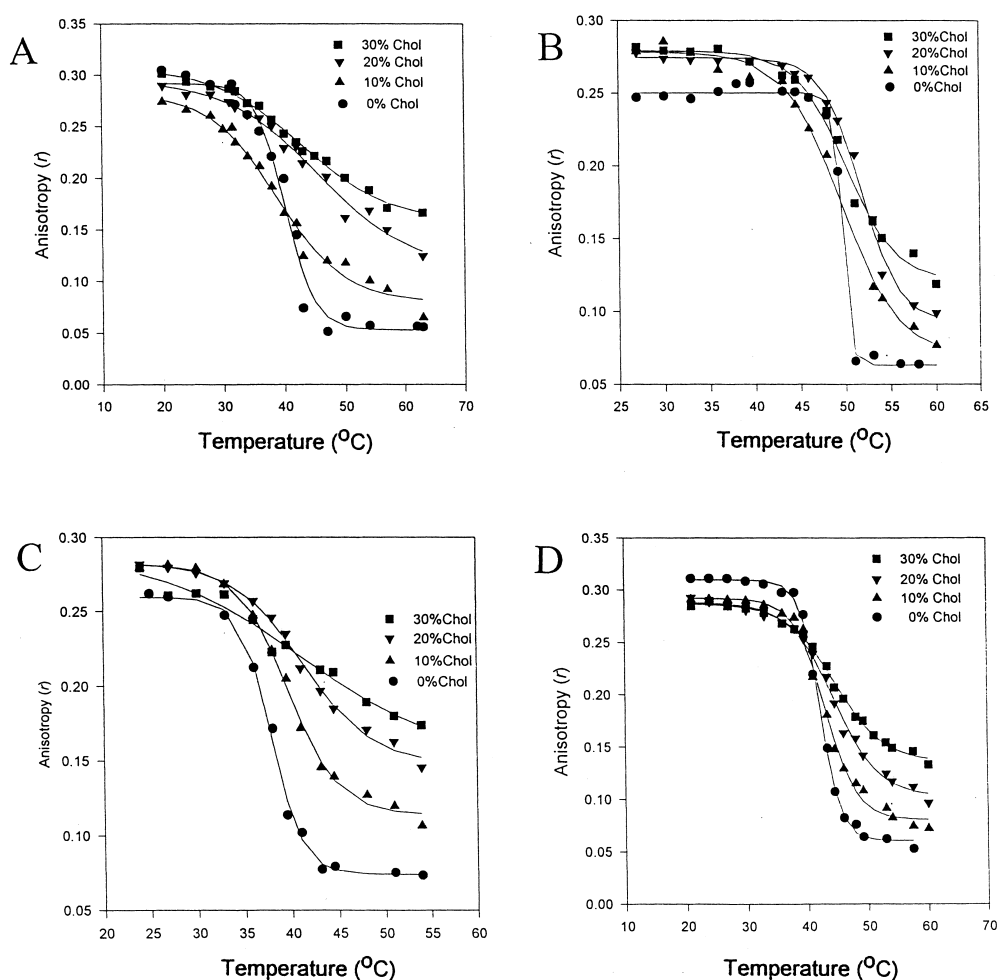 A
0.35
0.30
0.25
0.20
0.15
0.10
0.05
0.00
Anisotropy (r)
30% Chol
20% Chol
10% Chol
0% Chol
10 20 30 40 50 60 70
Temperature (OC)
B
0.30
0.25
0.20
0.15
0.10
0.05
Anisotropy (r)
30%Chol
20%Chol
10%Chol
0%Chol
25 30 35 40 45 50 55 60 65
Temperature (OC)
C
0.30
0.25
0.20
0.15
0.10
0.05
Anisotropy (r)
30%Chol
20%Chol
10%Chol
0%Chol
20 25 30 35 40 45 50 55 60
Temperature (OC)
D
0.35
0.30
0.25
0.20
0.15
0.10
0.05
0.00
Anisotropy (r)
30% Chol
20% Chol
10% Chol
0% Chol
10 20 30 40 50 60 70
Temperature (OC)